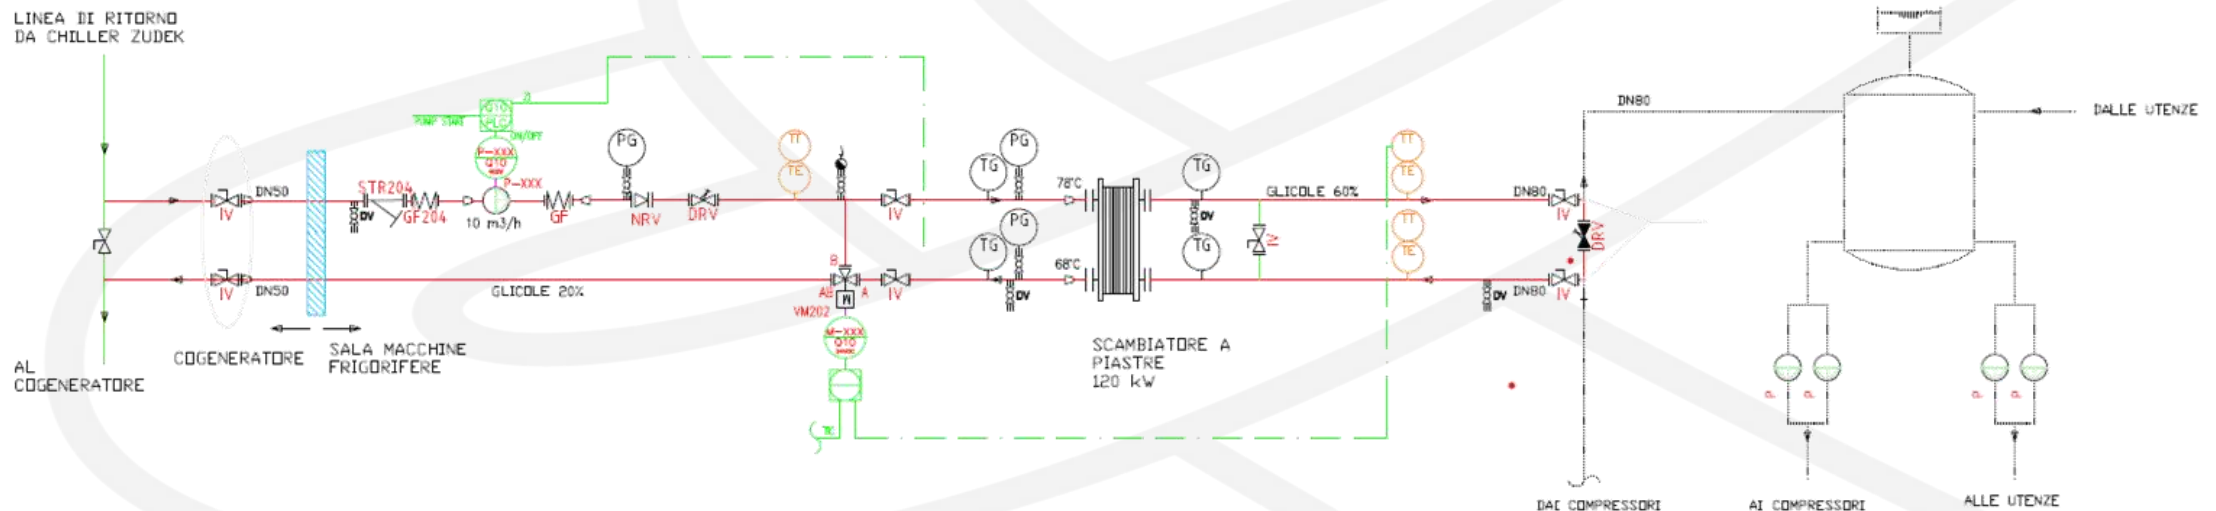 LINEA DI RITORNO
DA CHILLER ZUDEK
PUMP START
ON/OFF
P-XXX
Q10
P-XXX
10 m3/h
DN50
IV
STR204
GF204
DV
GF
PG
NRV
DRV
TT
TE
IV
TG
PG
78°C
TG
DV
GLICOLE 60%
TT
TE
DN80
IV
DN80
DALLE UTENZE
IV
DN50
GLICOLE 20%
B
AB
A
M
VM202
M-XXX
Q10
IV
TG
PG
DV
68°C
TG
IV
TT
TE
DV
DN80
IV
DRV
COGENERATORE
SALA MACCHINE
FRIGORIFERE
AL
COGENERATORE
SCAMBIATORE A
PIASTRE
120 kW
P
P
P
P
DAI COMPRESSORI
AI COMPRESSORI
ALLE UTENZE